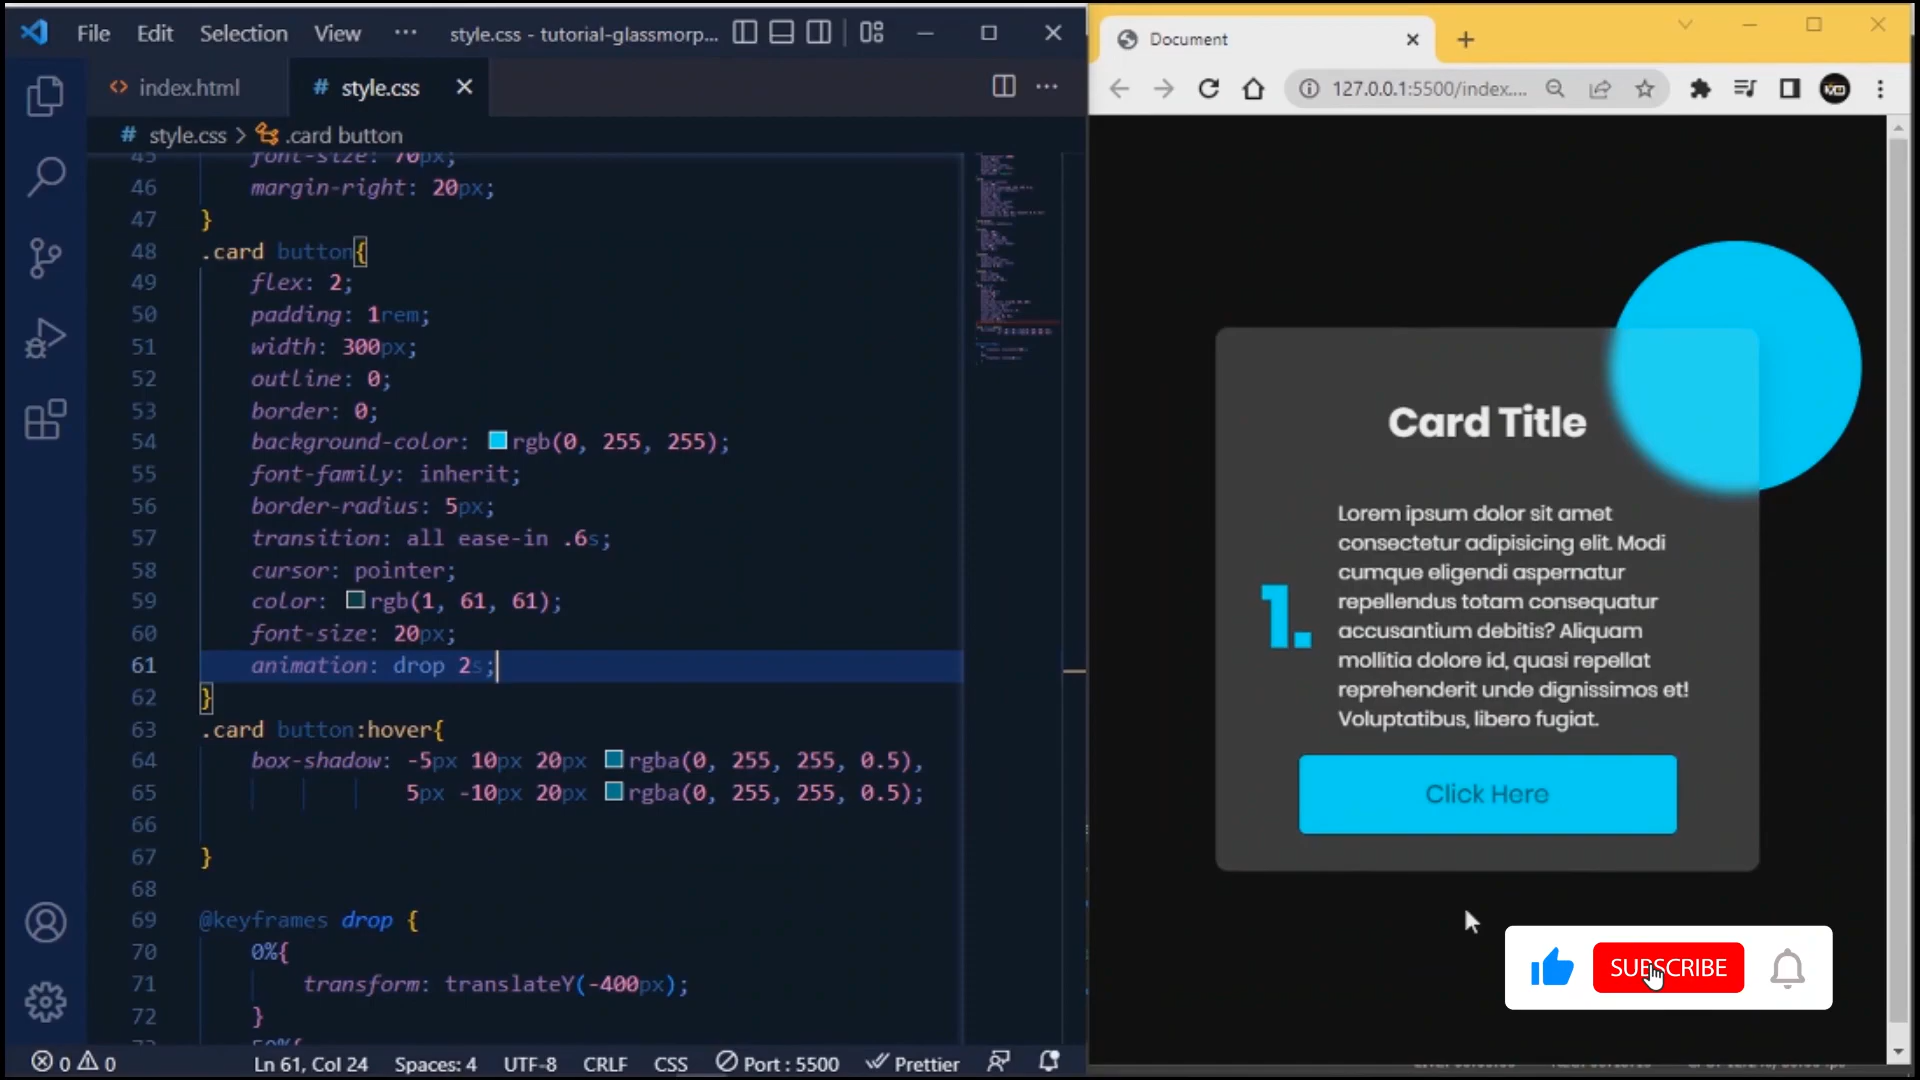 File Edit Selection View ··· style.css - tutorial-glassmorp...
index.html
# style.css
# style.css > .card button
45 font-size: 70px;
46 margin-right: 20px;
47 }
48 .card button{
49 flex: 2;
50 padding: 1rem;
51 width: 300px;
52 outline: 0;
53 border: 0;
54 background-color: rgb(0, 255, 255);
55 font-family: inherit;
56 border-radius: 5px;
57 transition: all ease-in .6s;
58 cursor: pointer;
59 color: rgb(1, 61, 61);
60 font-size: 20px;
61 animation: drop 2s;
62 }
63 .card button:hover{
64 box-shadow: -5px 10px 20px rgba(0, 255, 255, 0.5),
65 5px -10px 20px rgba(0, 255, 255, 0.5);
66
67 }
68
69 @keyframes drop {
70 0%{
71 transform: translateY(-400px);
72 }
50%{
0 0 Ln 61, Col 24 Spaces: 4 UTF-8 CRLF CSS Port : 5500 Prettier
Document
127.0.0.1:5500/index....
Card Title
1.
Lorem ipsum dolor sit amet
consectetur adipisicing elit. Modi
cumque eligendi aspernatur
repellendus totam consequatur
accusantium debitis? Aliquam
mollitia dolore id, quasi repellat
reprehenderit unde dignissimos et!
Voluptatibus, libero fugiat.
Click Here
SUBSCRIBE